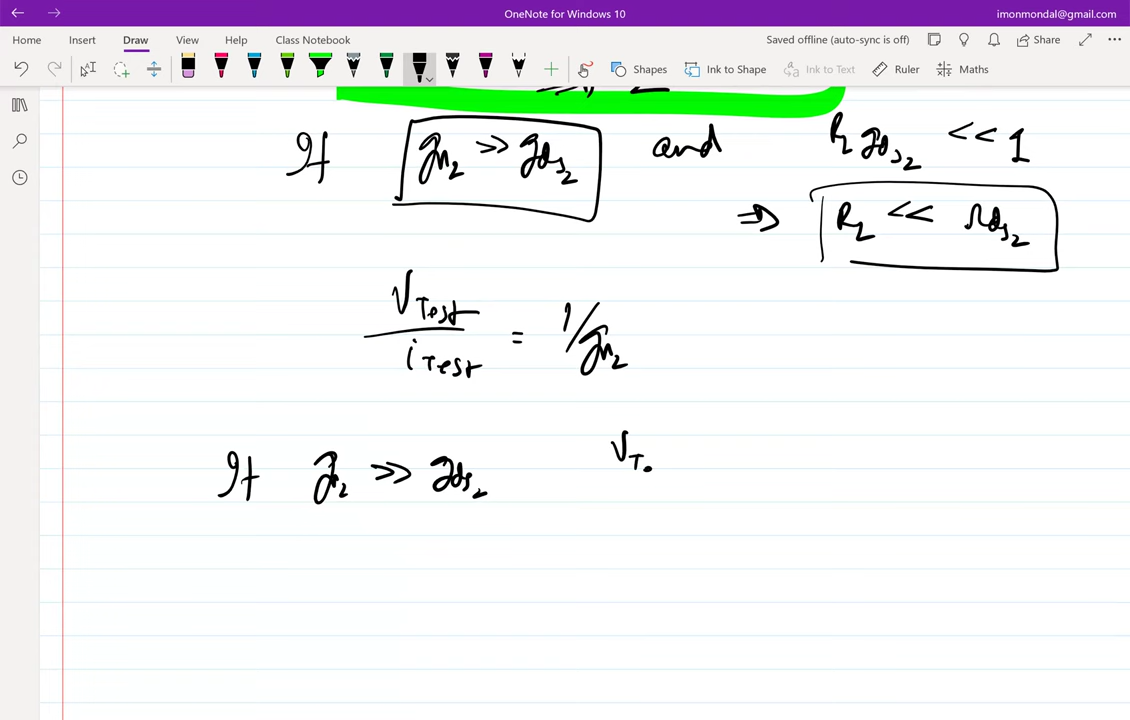 OneNote for Windows 10
imonmondal@gmail.com
Home Insert Draw View Help Class Notebook
Saved offline (auto-sync is off) Share
Shapes Ink to Shape Ink to Text Ruler Maths
If gm2 >> gds2 and R2 gds2 << 1
⇒ R2 << rds2
VTest / iTest = 1/gm2
If gm2 >> gds2 VT